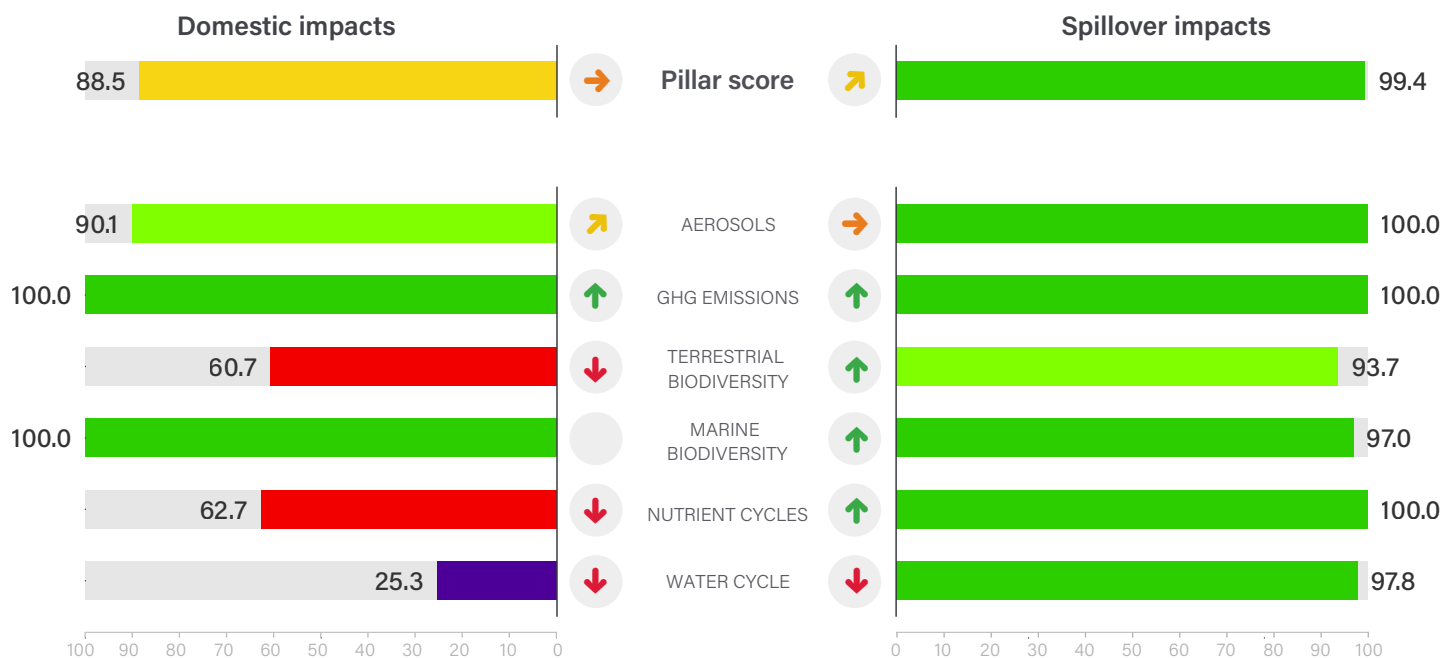 Domestic impacts Spillover impacts
88.5 Pillar score 99.4
90.1 AEROSOLS 100.0
100.0 GHG EMISSIONS 100.0
60.7 TERRESTRIAL BIODIVERSITY 93.7
100.0 MARINE BIODIVERSITY 97.0
62.7 NUTRIENT CYCLES 100.0
25.3 WATER CYCLE 97.8
100 90 80 70 60 50 40 30 20 10 0 0 10 20 30 40 50 60 70 80 90 100